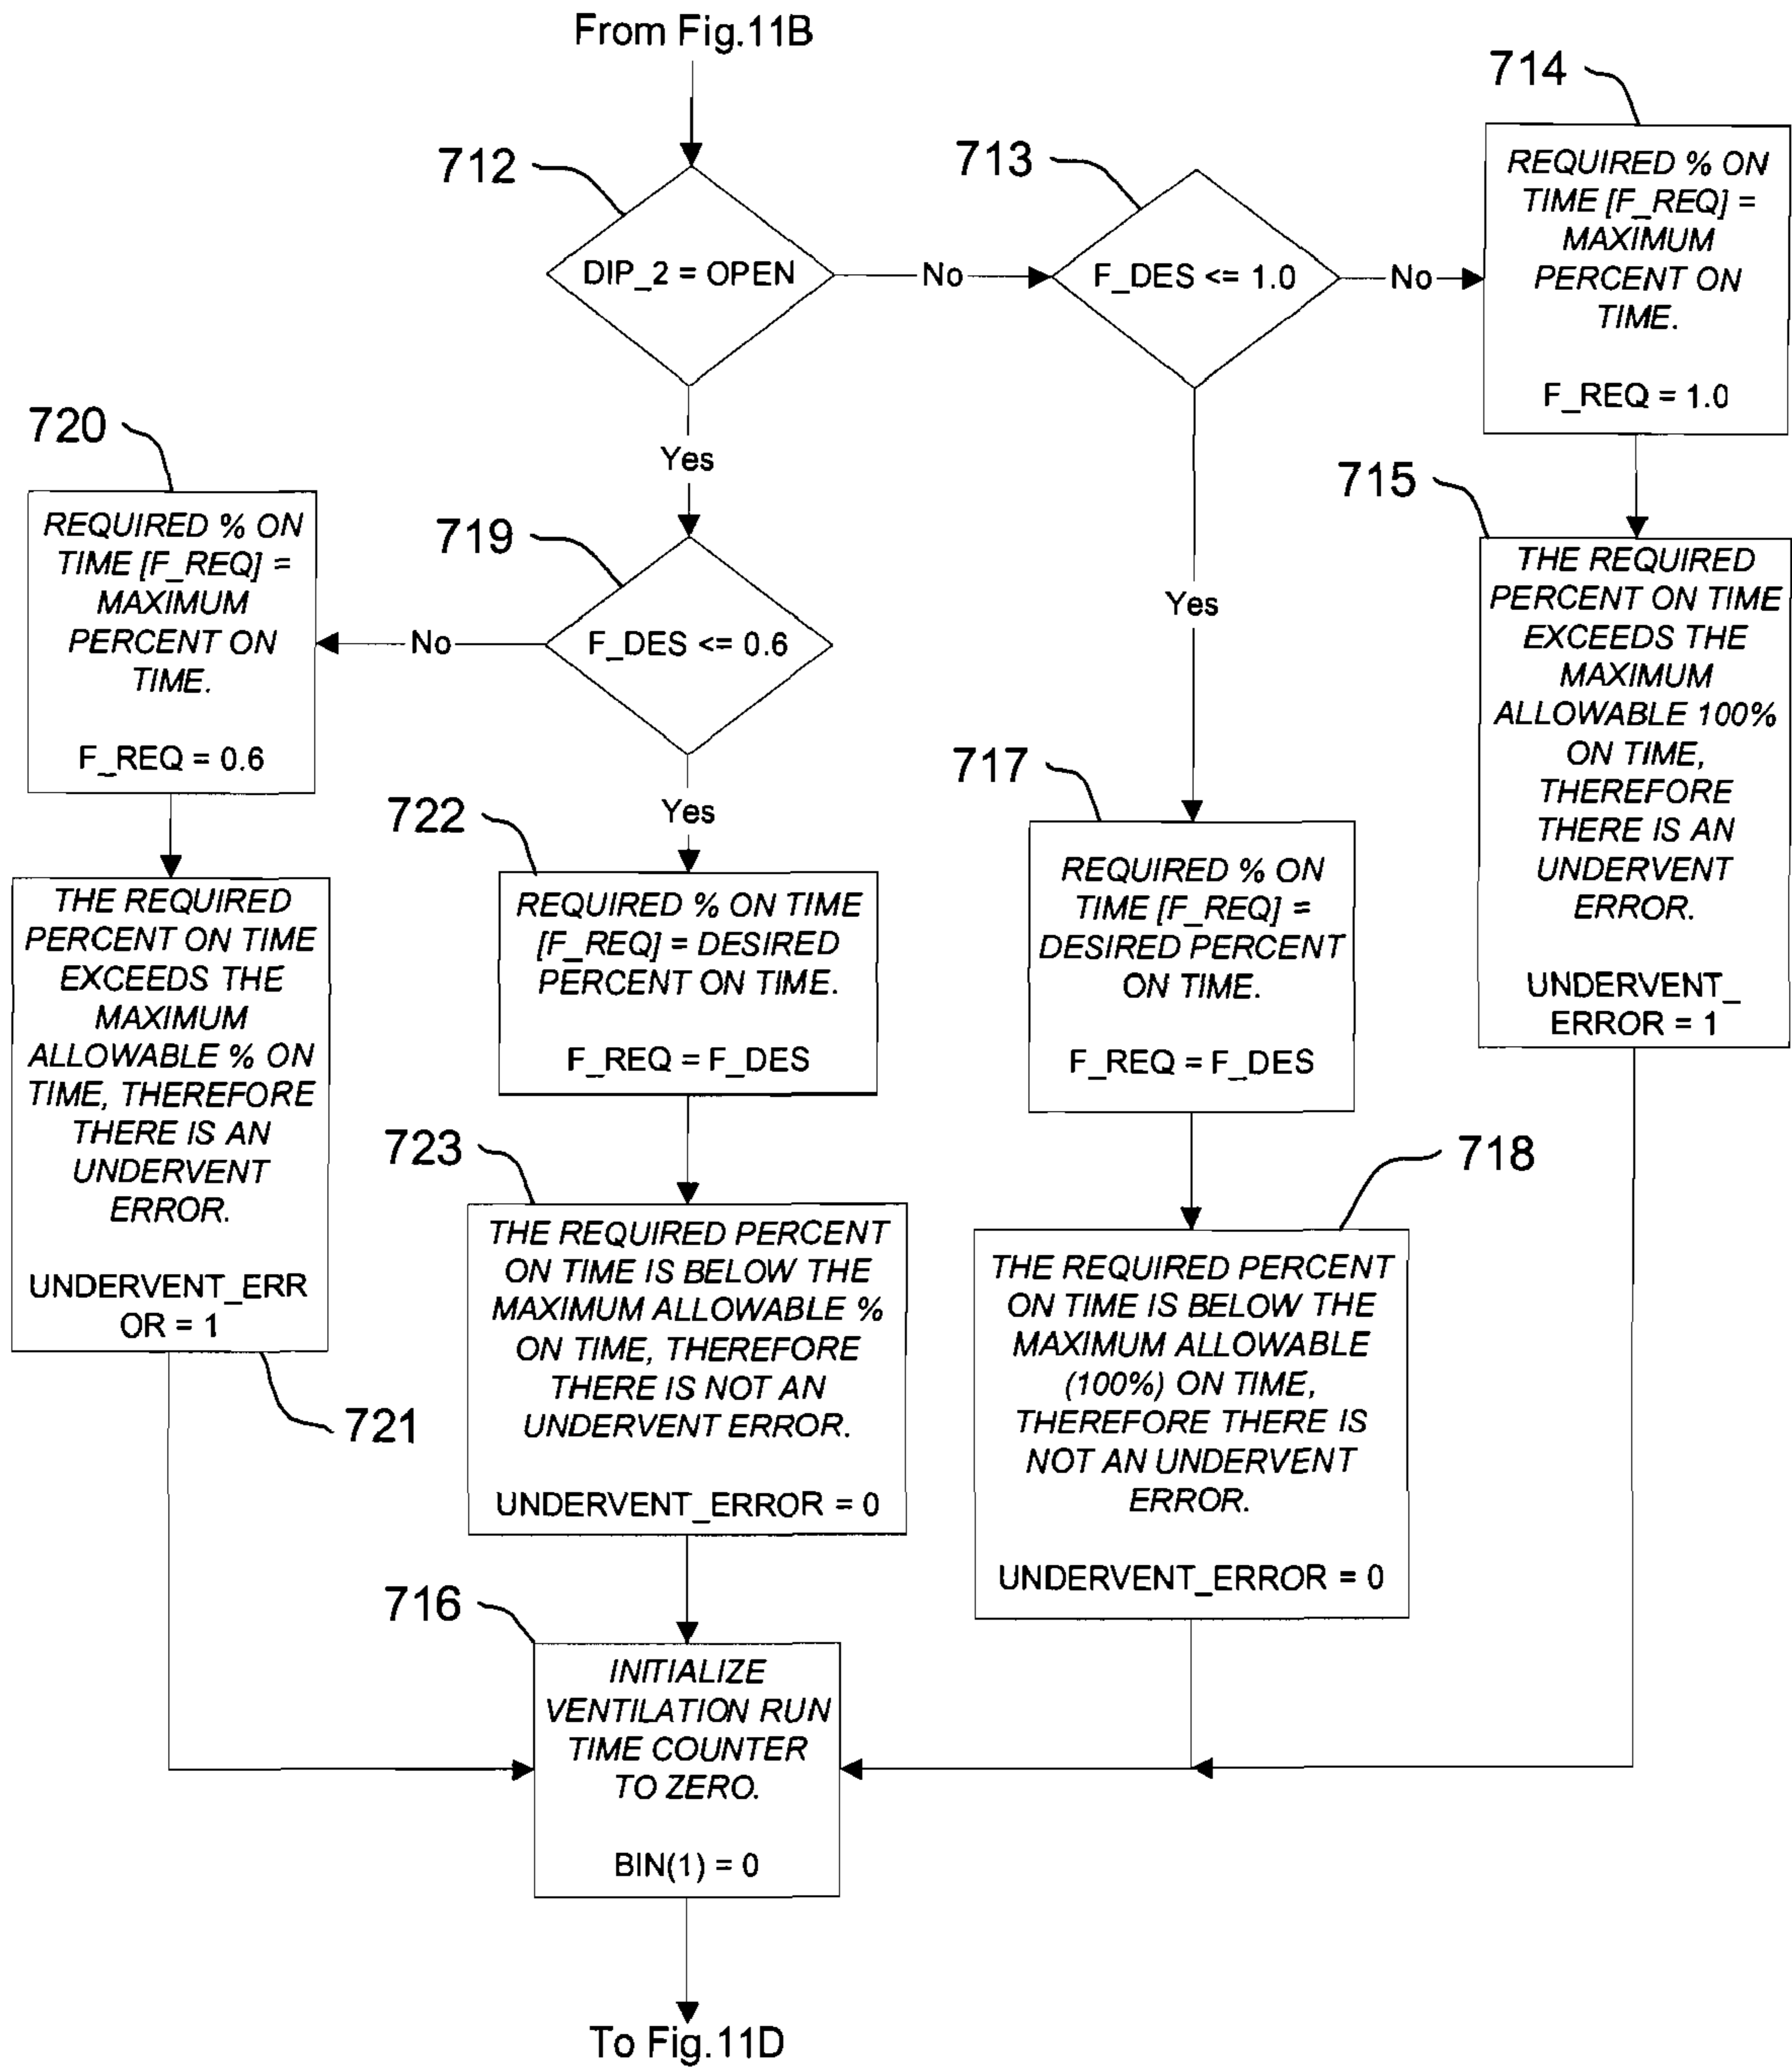 From Fig.11B
712
DIP_2 = OPEN
No
713
F_DES <= 1.0
No
714
REQUIRED % ON
TIME [F_REQ] =
MAXIMUM
PERCENT ON
TIME.
F_REQ = 1.0
Yes
Yes
715
THE REQUIRED
PERCENT ON TIME
EXCEEDS THE
MAXIMUM
ALLOWABLE 100%
ON TIME,
THEREFORE
THERE IS AN
UNDERVENT
ERROR.
UNDERVENT_
ERROR = 1
719
F_DES <= 0.6
No
720
REQUIRED % ON
TIME [F_REQ] =
MAXIMUM
PERCENT ON
TIME.
F_REQ = 0.6
Yes
THE REQUIRED
PERCENT ON TIME
EXCEEDS THE
MAXIMUM
ALLOWABLE % ON
TIME, THEREFORE
THERE IS AN
UNDERVENT
ERROR.
UNDERVENT_ERR
OR = 1
721
722
REQUIRED % ON TIME
[F_REQ] = DESIRED
PERCENT ON TIME.
F_REQ = F_DES
717
REQUIRED % ON
TIME [F_REQ] =
DESIRED PERCENT
ON TIME.
F_REQ = F_DES
723
THE REQUIRED PERCENT
ON TIME IS BELOW THE
MAXIMUM ALLOWABLE %
ON TIME, THEREFORE
THERE IS NOT AN
UNDERVENT ERROR.
UNDERVENT_ERROR = 0
718
THE REQUIRED PERCENT
ON TIME IS BELOW THE
MAXIMUM ALLOWABLE
(100%) ON TIME,
THEREFORE THERE IS
NOT AN UNDERVENT
ERROR.
UNDERVENT_ERROR = 0
716
INITIALIZE
VENTILATION RUN
TIME COUNTER
TO ZERO.
BIN(1) = 0
To Fig.11D